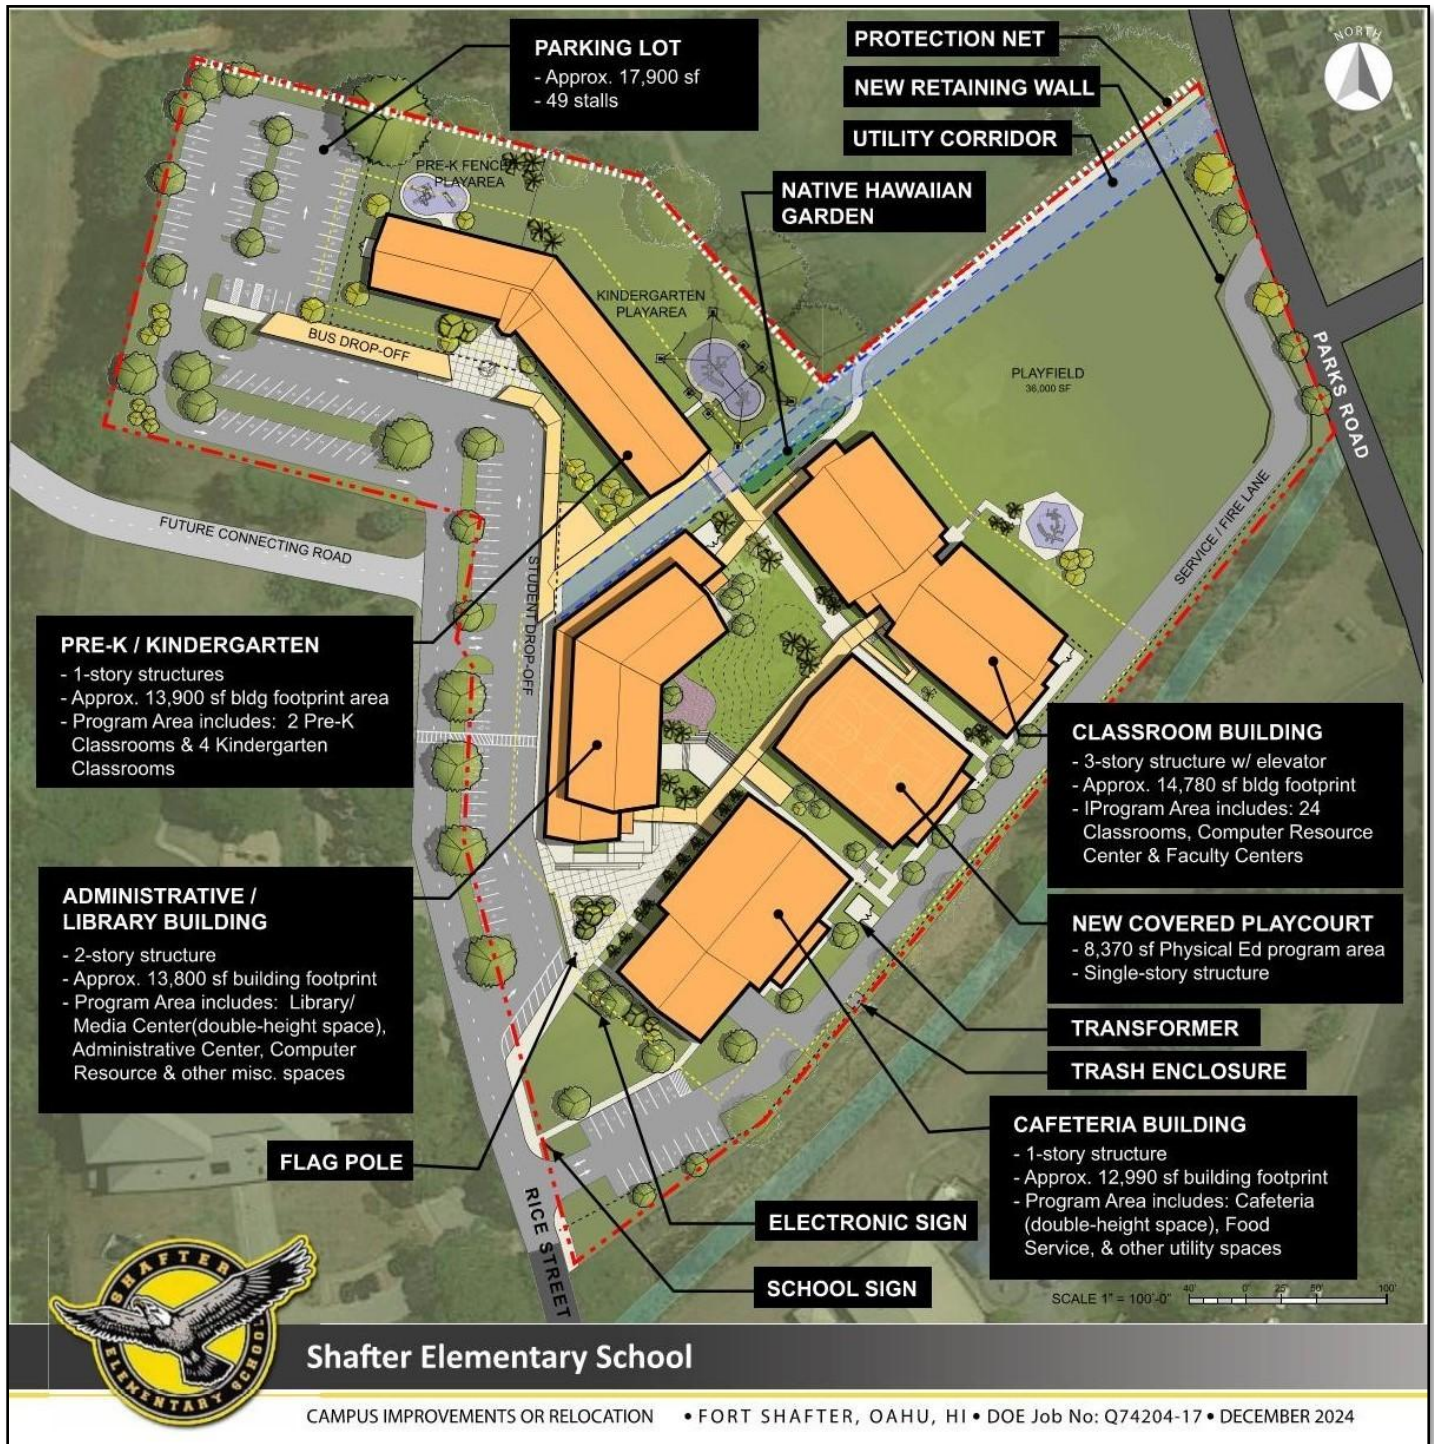 PARKING LOT
- Approx. 17,900 sf
- 49 stalls
PROTECTION NET
NEW RETAINING WALL
UTILITY CORRIDOR
NATIVE HAWAIIAN
GARDEN
NORTH
PRE-K FENCE
PLAYAREA
KINDERGARTEN
PLAYAREA
BUS DROP-OFF
PLAYFIELD
36,000 SF
PARKS ROAD
SERVICE / FIRE LANE
FUTURE CONNECTING ROAD
STUDENT DROP-OFF
PRE-K / KINDERGARTEN
- 1-story structures
- Approx. 13,900 sf bldg footprint area
- Program Area includes: 2 Pre-K
Classrooms & 4 Kindergarten
Classrooms
CLASSROOM BUILDING
- 3-story structure w/ elevator
- Approx. 14,780 sf bldg footprint
- IProgram Area includes: 24
Classrooms, Computer Resource
Center & Faculty Centers
ADMINISTRATIVE /
LIBRARY BUILDING
- 2-story structure
- Approx. 13,800 sf building footprint
- Program Area includes: Library/
Media Center(double-height space),
Administrative Center, Computer
Resource & other misc. spaces
NEW COVERED PLAYCOURT
- 8,370 sf Physical Ed program area
- Single-story structure
TRANSFORMER
TRASH ENCLOSURE
CAFETERIA BUILDING
- 1-story structure
- Approx. 12,990 sf building footprint
- Program Area includes: Cafeteria
(double-height space), Food
Service, & other utility spaces
FLAG POLE
RICE STREET
ELECTRONIC SIGN
SCHOOL SIGN
SCALE 1" = 100'-0"
40' 0' 25' 50' 100'
SHAFTER
ELEMENTARY SCHOOL
Shafter Elementary School
CAMPUS IMPROVEMENTS OR RELOCATION • FORT SHAFTER, OAHU, HI • DOE Job No: Q74204-17 • DECEMBER 2024